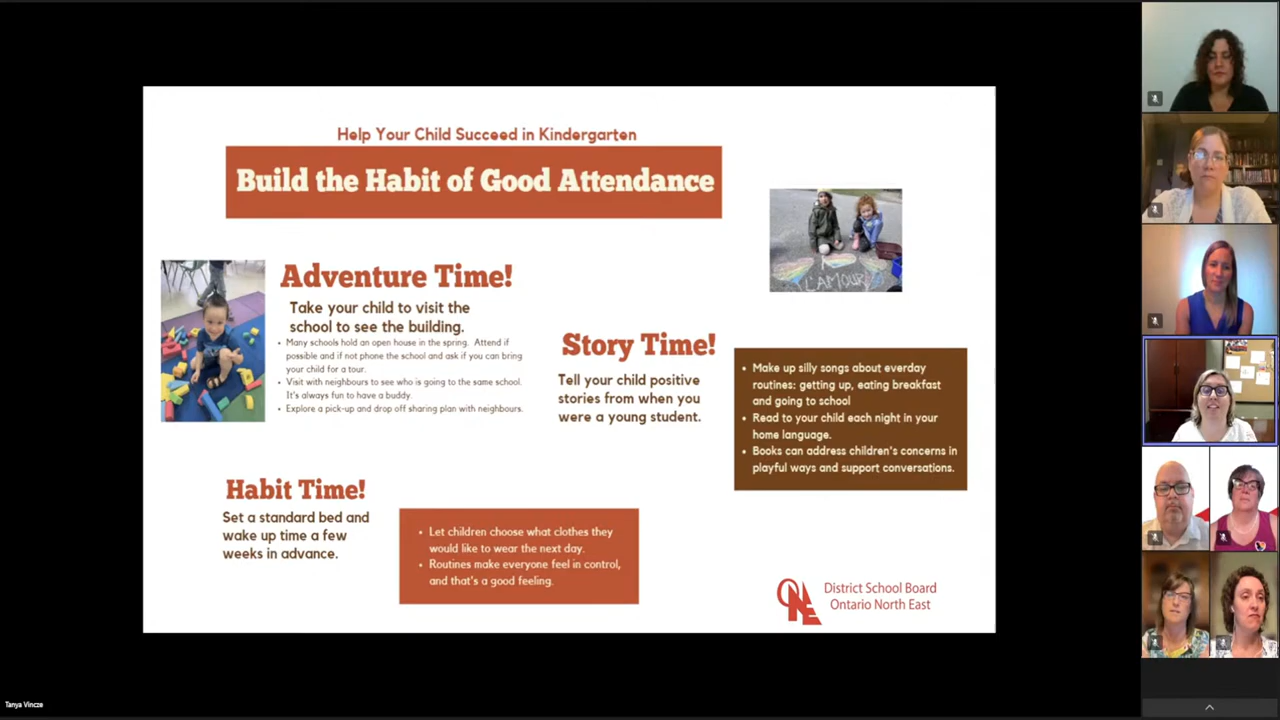 Help Your Child Succeed in Kindergarten
Build the Habit of Good Attendance
Adventure Time!
Take your child to visit the
school to see the building.
• Many schools hold an open house in the spring. Attend if
possible and if not phone the school and ask if you can bring
your child for a tour.
• Visit with neighbours to see who is going to the same school.
It's always fun to have a buddy.
• Explore a pick-up and drop off sharing plan with neighbours.
L'AMOUR
Story Time!
Tell your child positive
stories from when you
were a young student.
• Make up silly songs about everday
routines: getting up, eating breakfast
and going to school
• Read to your child each night in your
home language.
• Books can address children's concerns in
playful ways and support conversations.
Habit Time!
Set a standard bed and
wake up time a few
weeks in advance.
• Let children choose what clothes they
would like to wear the next day.
• Routines make everyone feel in control,
and that's a good feeling.
ONE
District School Board
Ontario North East
Tanya Vincze